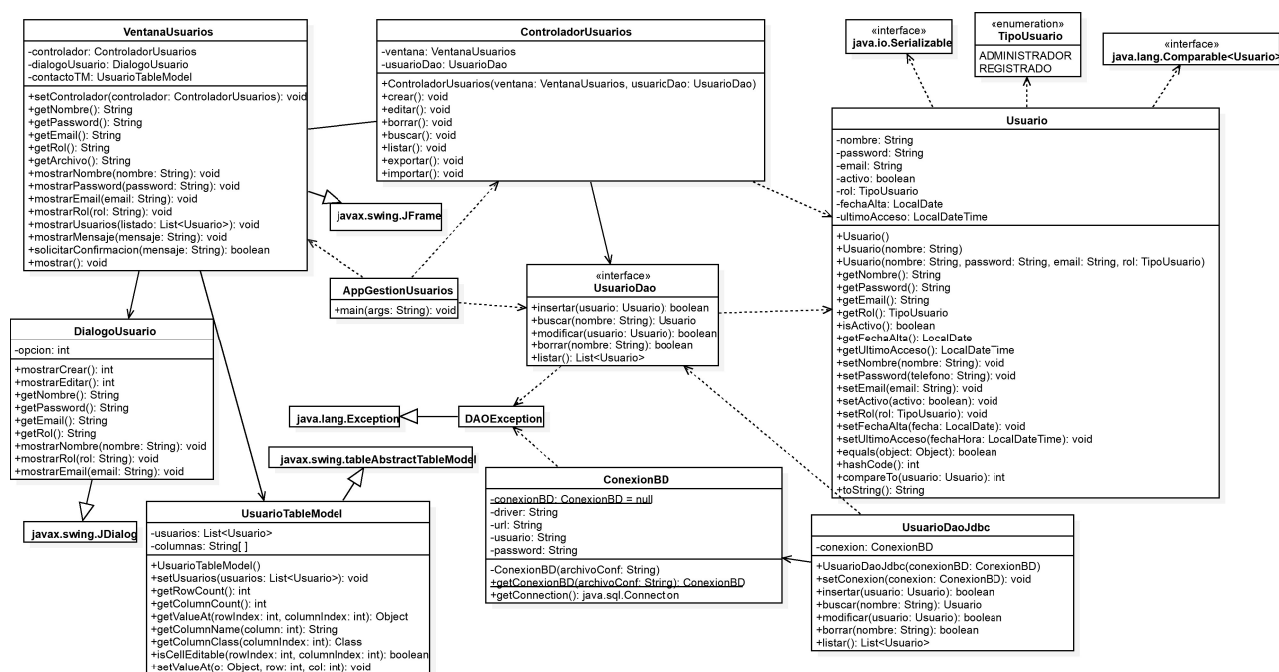 VentanaUsuarios
-controlador: ControladorUsuarios
-dialogoUsuario: DialogoUsuario
-contactoTM: UsuarioTableModel
+setControlador(controlador: ControladorUsuarios): void
+getNombre(): String
+getPassword(): String
+getEmail(): String
+getRol(): String
+getArchivo(): String
+mostrarNombre(nombre: String): void
+mostrarPassword(password: String): void
+mostrarEmail(email: String): void
+mostrarRol(rol: String): void
+mostrarUsuarios(listado: List<Usuario>): void
+mostrarMensaje(mensaje: String): void
+solicitarConfirmacion(mensaje: String): boolean
+mostrar(): void
ControladorUsuarios
-ventana: VentanaUsuarios
-usuarioDao: UsuarioDao
+ControladorUsuarios(ventana: VentanaUsuarios, usuaricDao: UsuarioDao)
+crear(): void
+editar(): void
+borrar(): void
+buscar(): void
+listar(): void
+exportar(): void
+importar(): void
«interface»
java.io.Serializable
«enumeration»
TipoUsuario
ADMINISTRADOR
REGISTRADO
«interface»
java.lang.Comparable<Usuario>
Usuario
-nombre: String
-password: String
-email: String
-activo: boolean
-rol: TipoUsuario
-fechaAlta: LocalDate
-ultimoAcceso: LocalDateTime
+Usuario()
+Usuario(nombre: String)
+Usuario(nombre: String, password: String, email: String, rol: TipoUsuario)
+getNombre(): String
+getPassword(): String
+getEmail(): String
+getRol(): TipoUsuario
+isActivo(): boolean
+getFechaAlta(): LocalDate
+getUltimoAcceso(): LocalDateTime
+setNombre(nombre: String): void
+setPassword(telefono: String): void
+setEmail(email: String): void
+setActivo(activo: boolean): void
+setRol(rol: TipoUsuario): void
+setFechaAlta(fecha: LocalDate): void
+setUltimoAcceso(fechaHora: LocalDateTime): void
+equals(object: Object): boolean
+hashCode(): int
+compareTo(usuario: Usuario): int
+toString(): String
javax.swing.JFrame
AppGestionUsuarios
+main(args: String): void
«interface»
UsuarioDao
+insertar(usuario: Usuario): boolean
+buscar(nombre: String): Usuario
+modificar(usuario: Usuario): boolean
+borrar(nombre: String): boolean
+listar(): List<Usuario>
DialogoUsuario
-opcion: int
+mostrarCrear(): int
+mostrarEditar(): int
+getNombre(): String
+getPassword(): String
+getEmail(): String
+getRol(): String
+mostrarNombre(nombre: String): void
+mostrarRol(rol: String): void
+mostrarEmail(email: String): void
java.lang.Exception
DAOException
javax.swing.tableAbstractTableModel
javax.swing.JDialog
UsuarioTableModel
-usuarios: List<Usuario>
-columnas: String[ ]
+UsuarioTableModel()
+setUsuarios(usuarios: List<Usuario>): void
+getRowCount(): int
+getColumnCount(): int
+getValueAt(rowIndex: int, columnIndex: int): Object
+getColumnName(column: int): String
+getColumnClass(columnIndex: int): Class
+isCellEditable(rowIndex: int, columnIndex: int): boolean
+setValueAt(o: Object, row: int, col: int): void
ConexionBD
-conexionBD: ConexionBD = null
-driver: String
-url: String
-usuario: String
-password: String
-ConexionBD(archivoConf: String)
+getConexionBD(archivoConf: String): ConexionBD
+getConnection(): java.sql.Connection
UsuarioDaoJdbc
-conexion: ConexionBD
+UsuarioDaoJdbc(conexionBD: CorexionBD)
+setConexion(conexion: ConexionBD): void
+insertar(usuario: Usuario): boolean
+buscar(nombre: String): Usuario
+modificar(usuario: Usuario): boolean
+borrar(nombre: String): boolean
+listar(): List<Usuario>